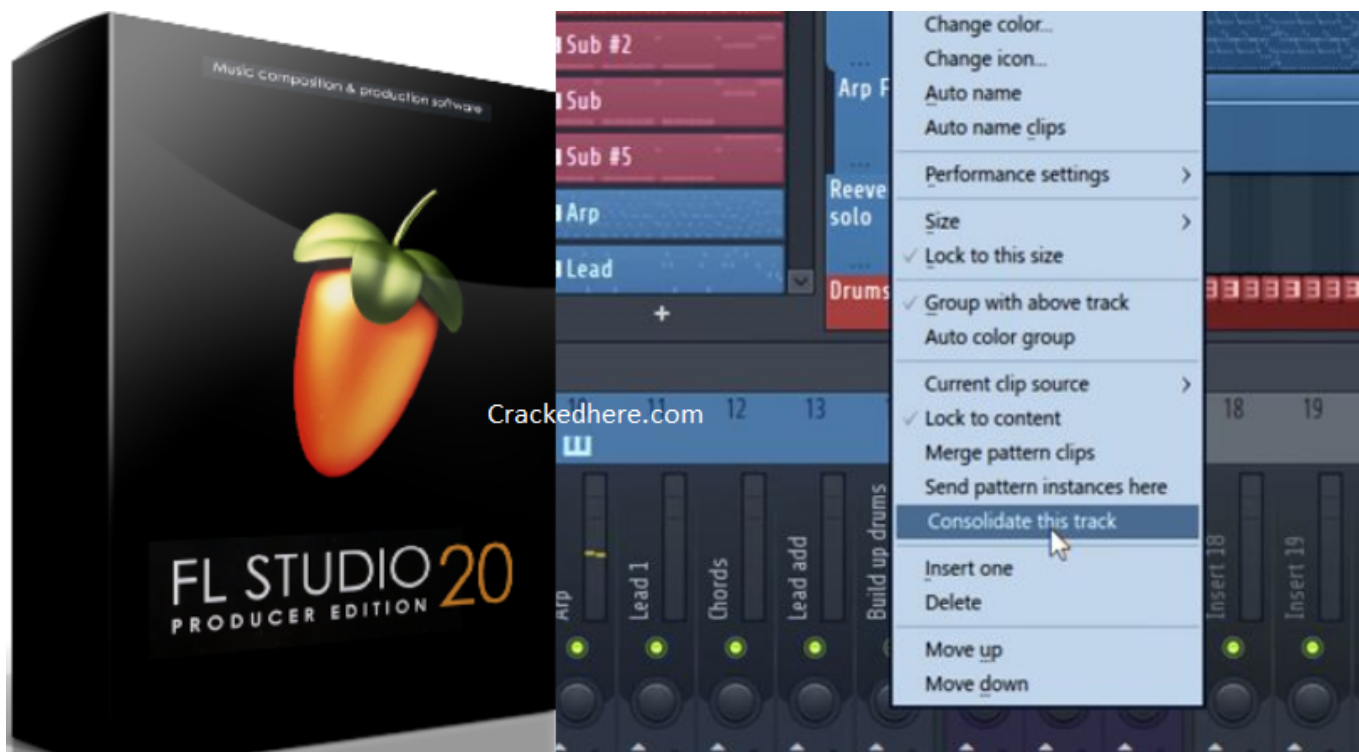 Music composition & production software
FL STUDIO 20
PRODUCER EDITION
Crackedhere.com
Sub #2
Sub
Sub #5
Arp
Lead
+
Arp F
Reeve
solo
Drums
Change color...
Change icon...
Auto name
Auto name clips
Performance settings
Size
Lock to this size
Group with above track
Auto color group
Current clip source
Lock to content
Merge pattern clips
Send pattern instances here
Consolidate this track
Insert one
Delete
Move up
Move down
10 11 12 13 18 19
Arp
Lead 1
Chords
Lead add
Build up drums
Insert 18
Insert 19